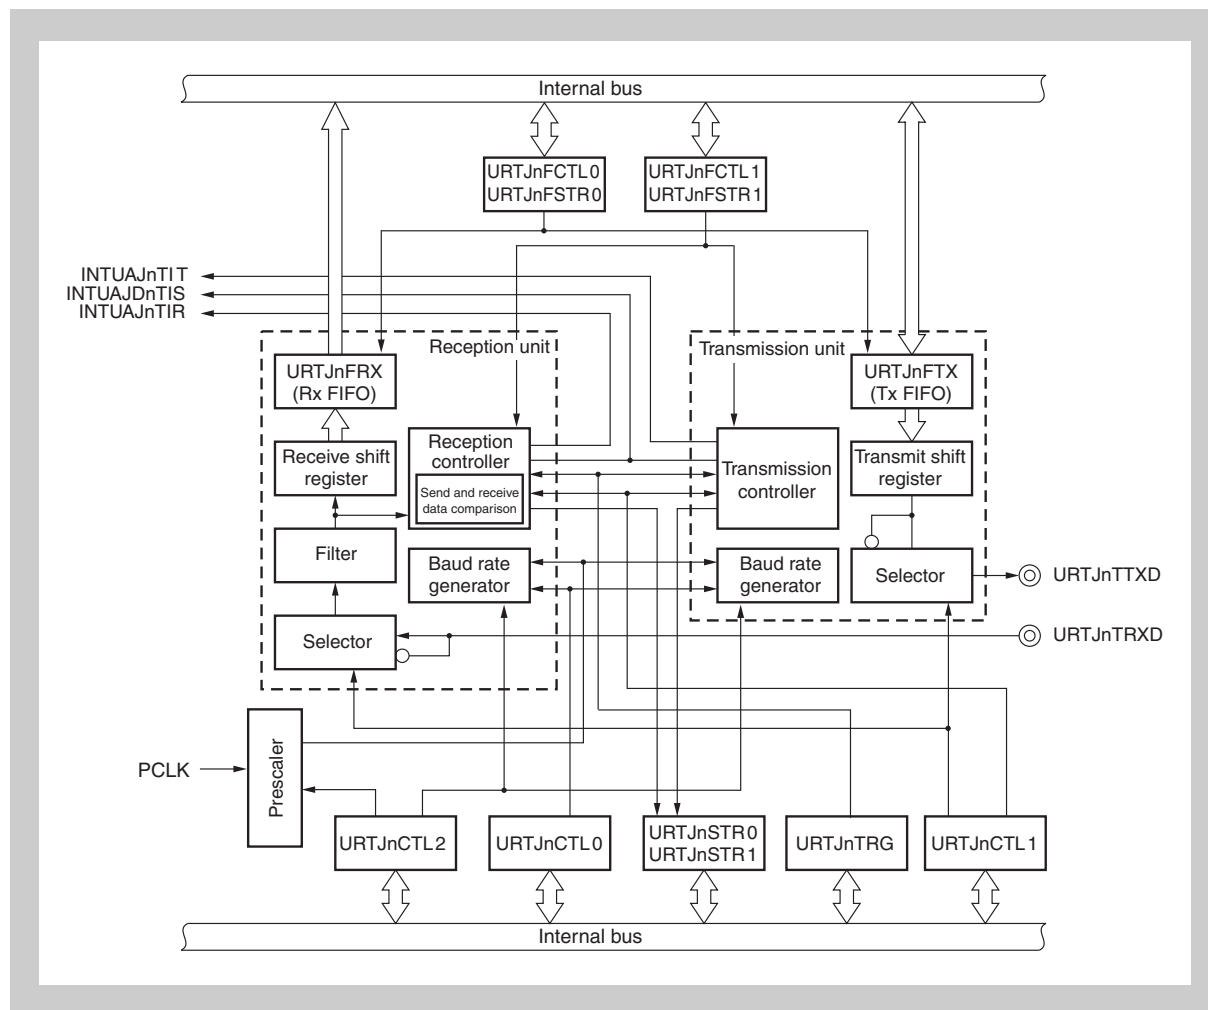 Internal bus
URTJnFCTL0
URTJnFSTR0
URTJnFCTL1
URTJnFSTR1
INTUAJnTIT
INTUAJDnTIS
INTUAJnTIR
Reception unit
Transmission unit
URTJnFRX
(Rx FIFO)
URTJnFTX
(Tx FIFO)
Receive shift
register
Reception
controller
Send and receive
data comparison
Transmission
controller
Transmit shift
register
Filter
Baud rate
generator
Baud rate
generator
Selector
URTJnTTXD
Selector
URTJnTRXD
PCLK
Prescaler
URTJnCTL2
URTJnCTL0
URTJnSTR0
URTJnSTR1
URTJnTRG
URTJnCTL1
Internal bus